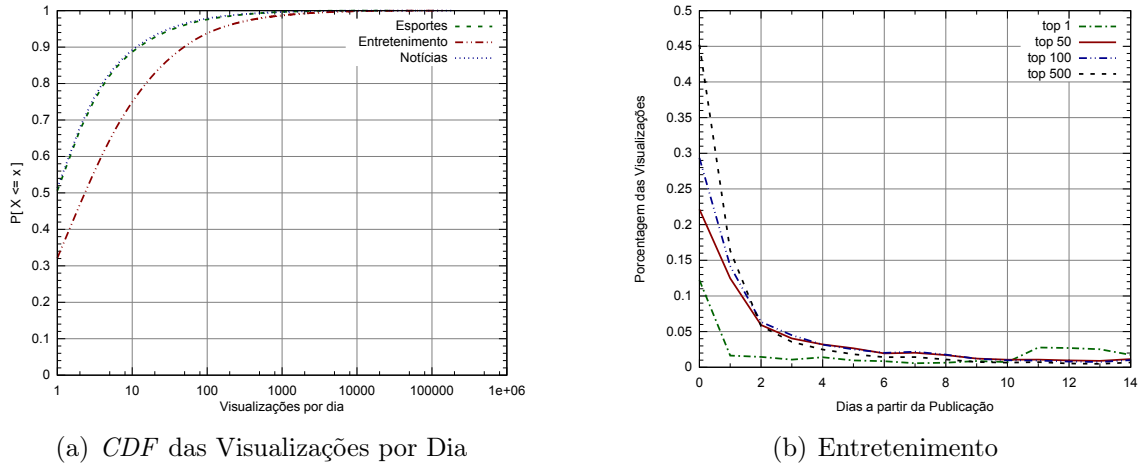 1
0.9
0.8
0.7
0.6
0.5
0.4
0.3
0.2
0.1
0
P[ X <= x ]
Esportes
Entretenimento
Notícias
1 10 100 1000 10000 100000 1e+06
Visualizações por dia
(a) CDF das Visualizações por Dia
0.5
0.45
0.4
0.35
0.3
0.25
0.2
0.15
0.1
0.05
0
Porcentagem das Visualizações
top 1
top 50
top 100
top 500
0 2 4 6 8 10 12 14
Dias a partir da Publicação
(b) Entretenimento